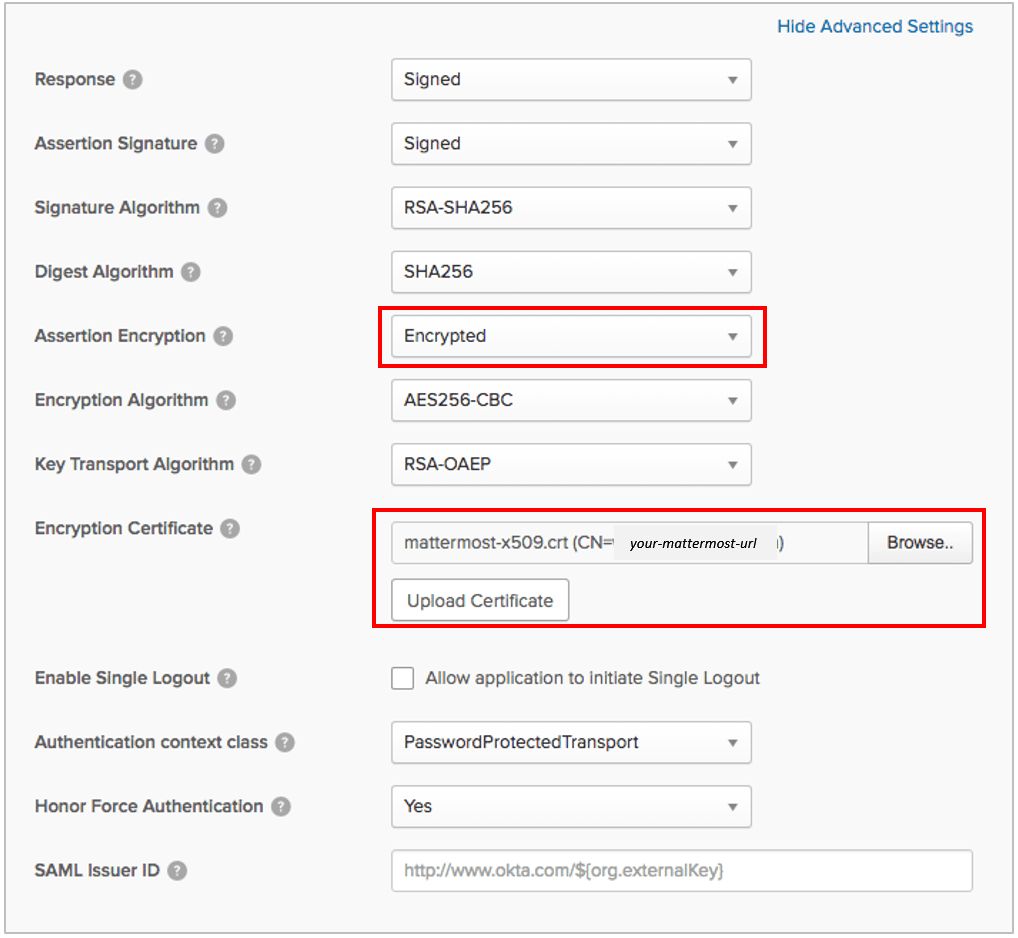 Hide Advanced Settings
Response ? Signed
Assertion Signature ? Signed
Signature Algorithm ? RSA-SHA256
Digest Algorithm ? SHA256
Assertion Encryption ? Encrypted
Encryption Algorithm ? AES256-CBC
Key Transport Algorithm ? RSA-OAEP
Encryption Certificate ? mattermost-x509.crt (CN= your-mattermost-url ) Browse..
Upload Certificate
Enable Single Logout ? Allow application to initiate Single Logout
Authentication context class ? PasswordProtectedTransport
Honor Force Authentication ? Yes
SAML Issuer ID ? http://www.okta.com/${org.externalKey}